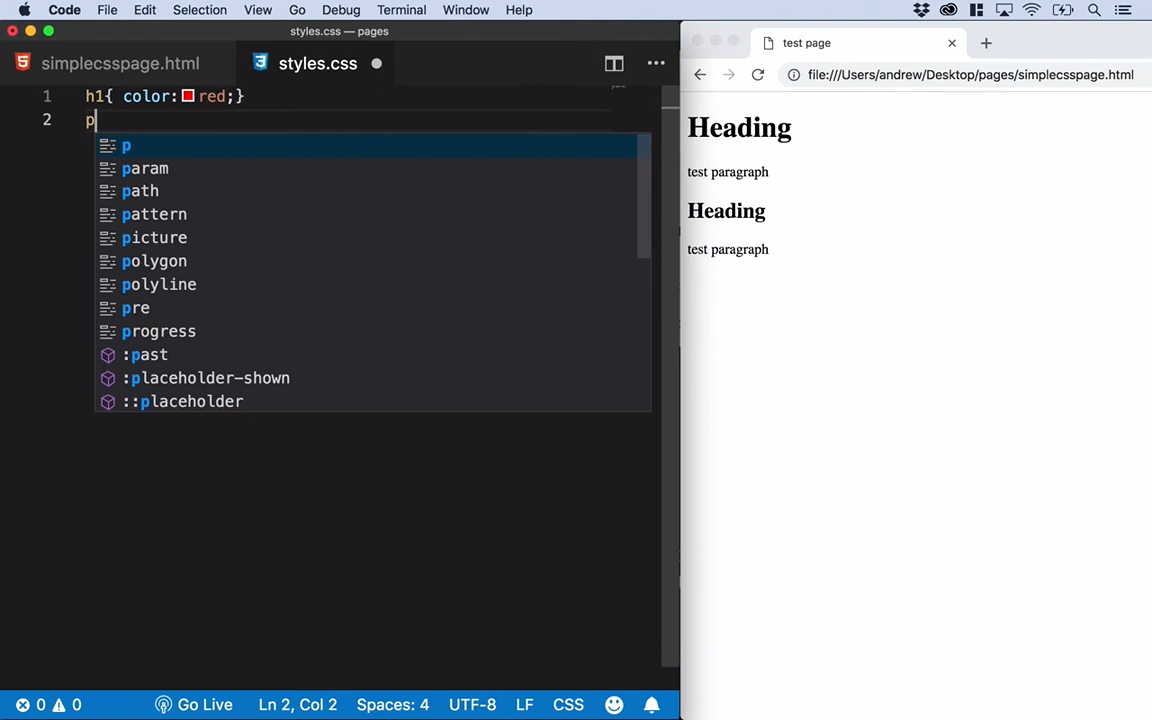 Code File Edit Selection View Go Debug Terminal Window Help
styles.css — pages
simplecsspage.html styles.css
1 h1{ color: red;}
2 p
p
param
path
pattern
picture
polygon
polyline
pre
progress
:past
:placeholder-shown
::placeholder
0 0 Go Live Ln 2, Col 2 Spaces: 4 UTF-8 LF CSS
test page
file:///Users/andrew/Desktop/pages/simplecsspage.html
Heading
test paragraph
Heading
test paragraph